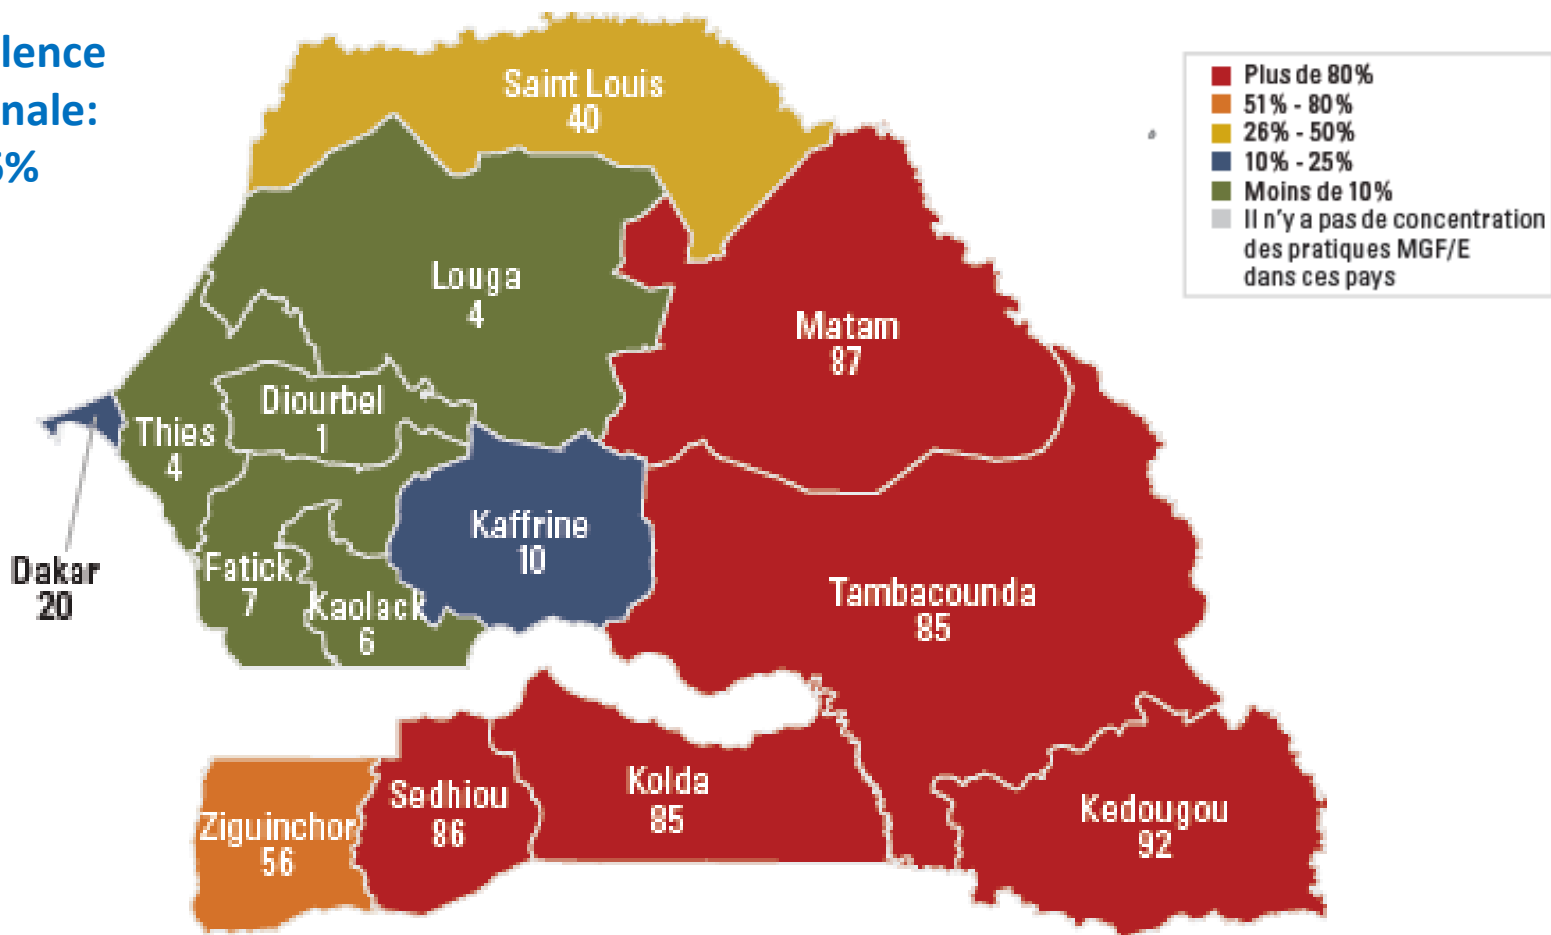 lence
nale:
%
Saint Louis
40
Plus de 80%
51% - 80%
26% - 50%
10% - 25%
Moins de 10%
Il n'y a pas de concentration
des pratiques MGF/E
dans ces pays
Louga
4
Matam
87
Diourbel
1
Thies
4
Kaffrine
10
Dakar
20
Fatick
7
Kaolack
6
Tambacounda
85
Ziguinchor
56
Sedhiou
86
Kolda
85
Kedougou
92